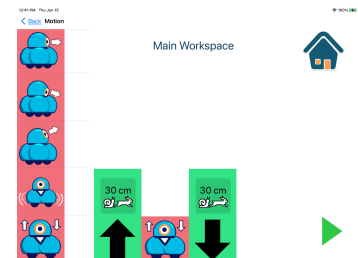 12:41 PM Thu Jun 15
100%
Back Motion
Main Workspace
30 cm
30 cm